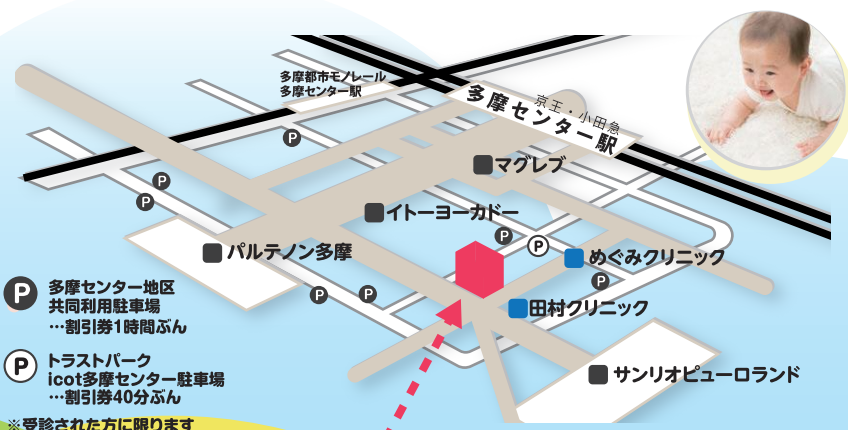 多摩都市モノレール
多摩センター駅
京王・小田急
多摩センター駅
マグレブ
イトーヨーカドー
パルテノン多摩
めぐみクリニック
田村クリニック
サンリオピューロランド
P
P
P
P
P
P
P
P
P 多摩センター地区
共同利用駐車場
…割引券1時間ぶん
P トラストパーク
icot多摩センター駐車場
…割引券40分ぶん
※受診された方に限ります